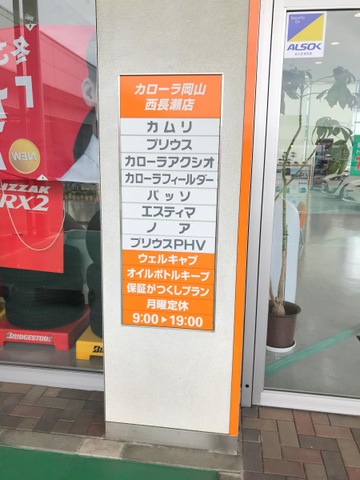 カローラ岡山
西長瀬店
カムリ
プリウス
カローラアクシオ
カローラフィールダー
パッソ
エスティマ
ノア
プリウスPHV
ウェルキャブ
オイルボトルキープ
保証がつくしプラン
月曜定休
9:00▶19:00
ALSOK
NEW
IZZAK
RX2
BRIDGESTONE